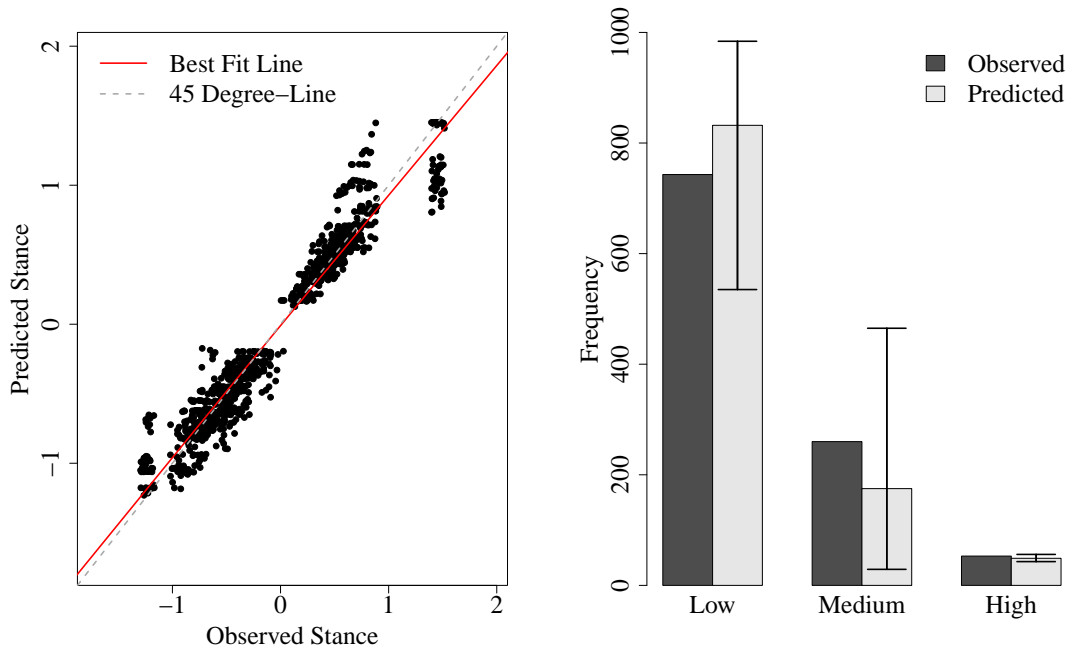 Best Fit Line
45 Degree−Line
2
1
0
−1
Predicted Stance
−1
0
1
2
Observed Stance
Observed
Predicted
1000
800
600
400
200
0
Frequency
Low
Medium
High